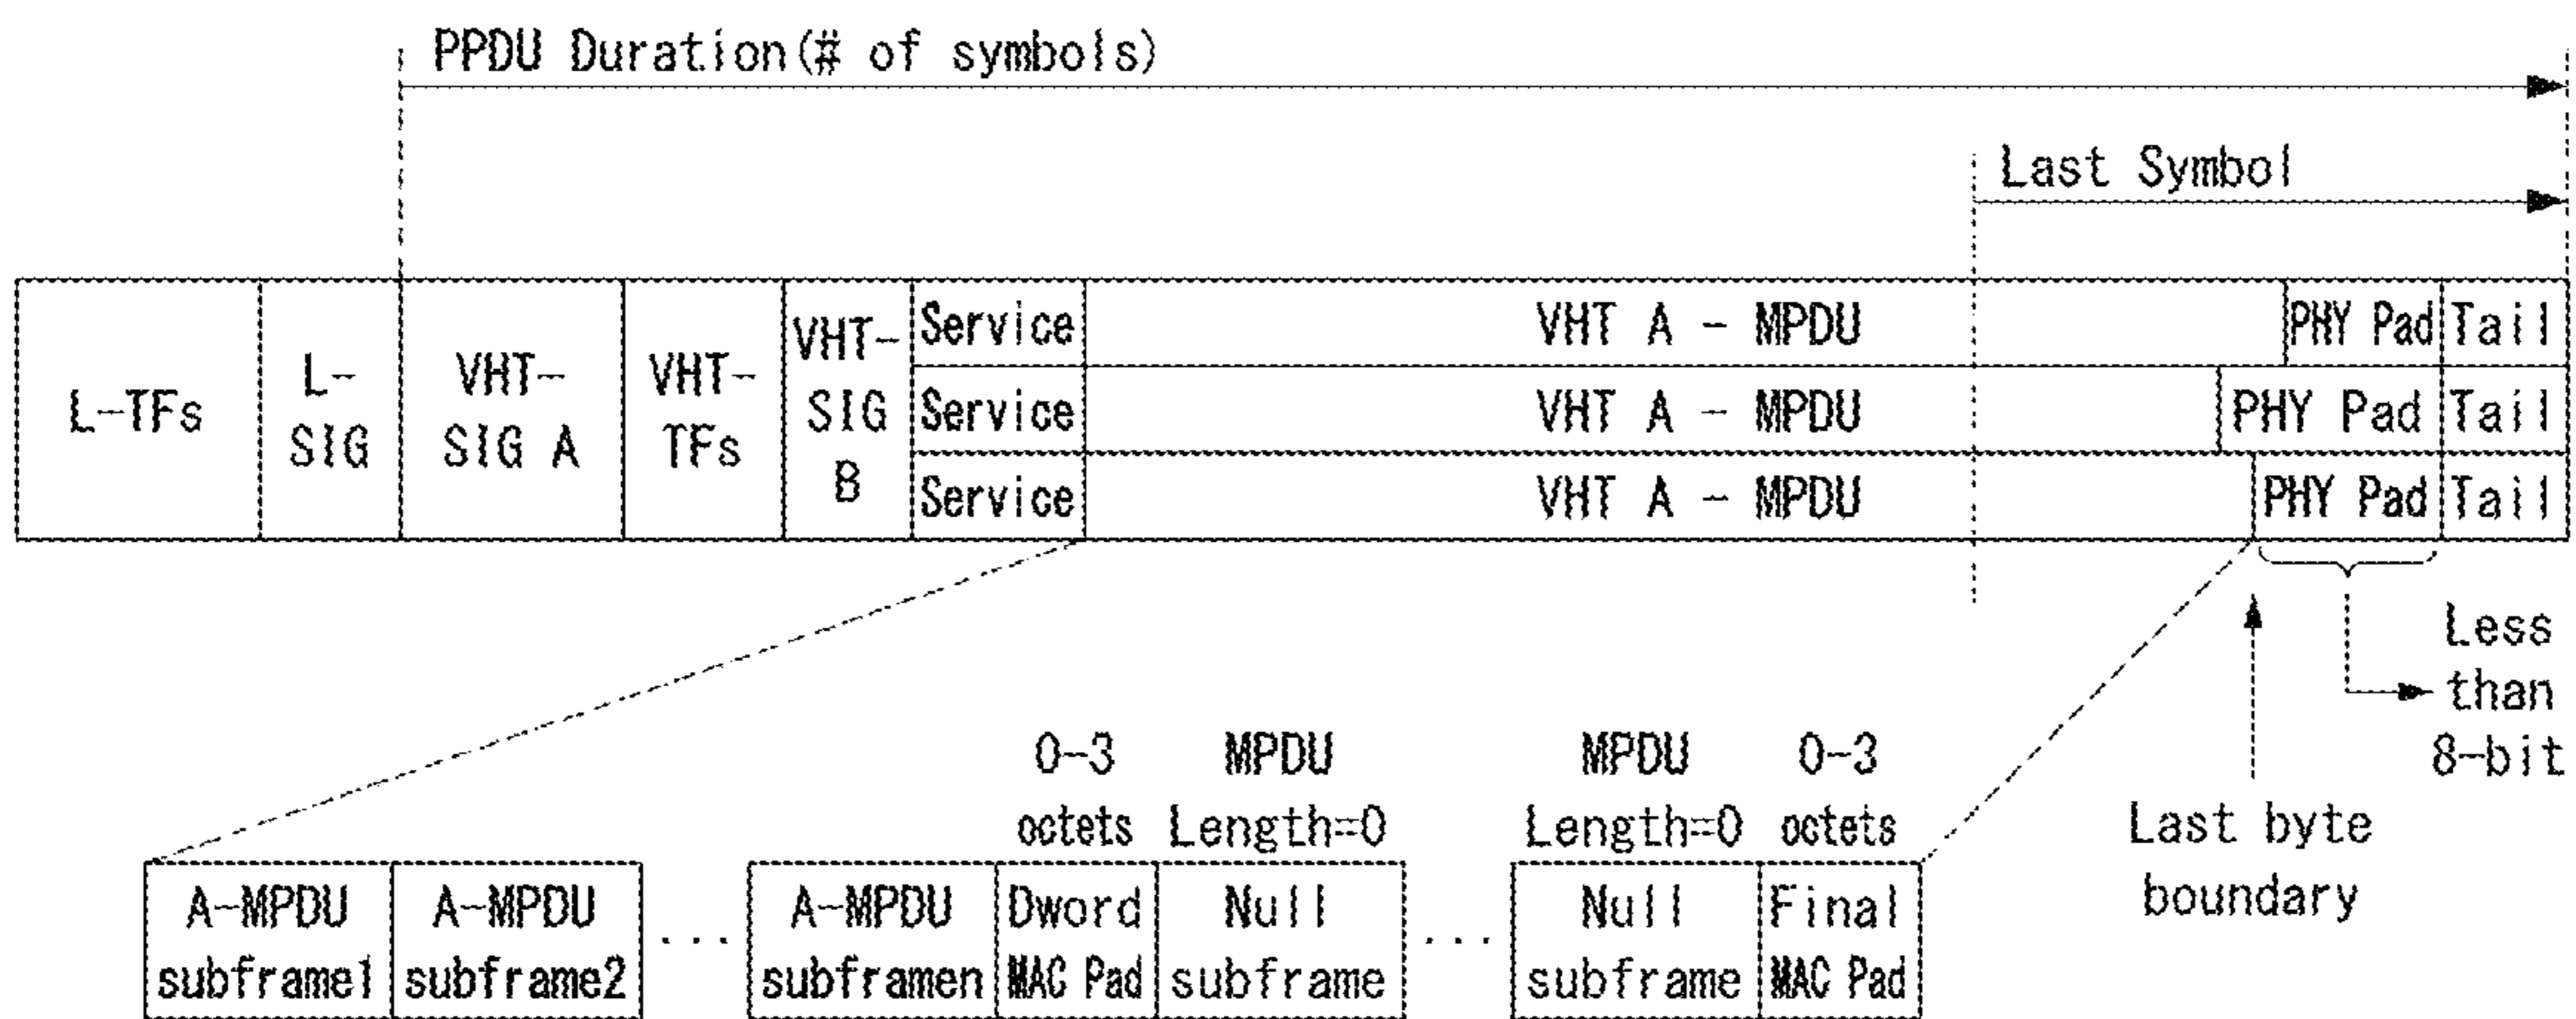 PPDU Duration(# of symbols)
Last Symbol
L-TFs
L-
SIG
VHT-
SIG A
VHT-
TFs
VHT-
SIG
B
Service
VHT A - MPDU
PHY Pad
Tail
Service
VHT A - MPDU
PHY Pad
Tail
Service
VHT A - MPDU
PHY Pad
Tail
Less
than
8-bit
Last byte
boundary
0-3
octets
MPDU
Length=0
MPDU
Length=0
0-3
octets
A-MPDU
subframe1
A-MPDU
subframe2
...
A-MPDU
subframen
Dword
MAC Pad
Null
subframe
...
Null
subframe
Final
MAC Pad